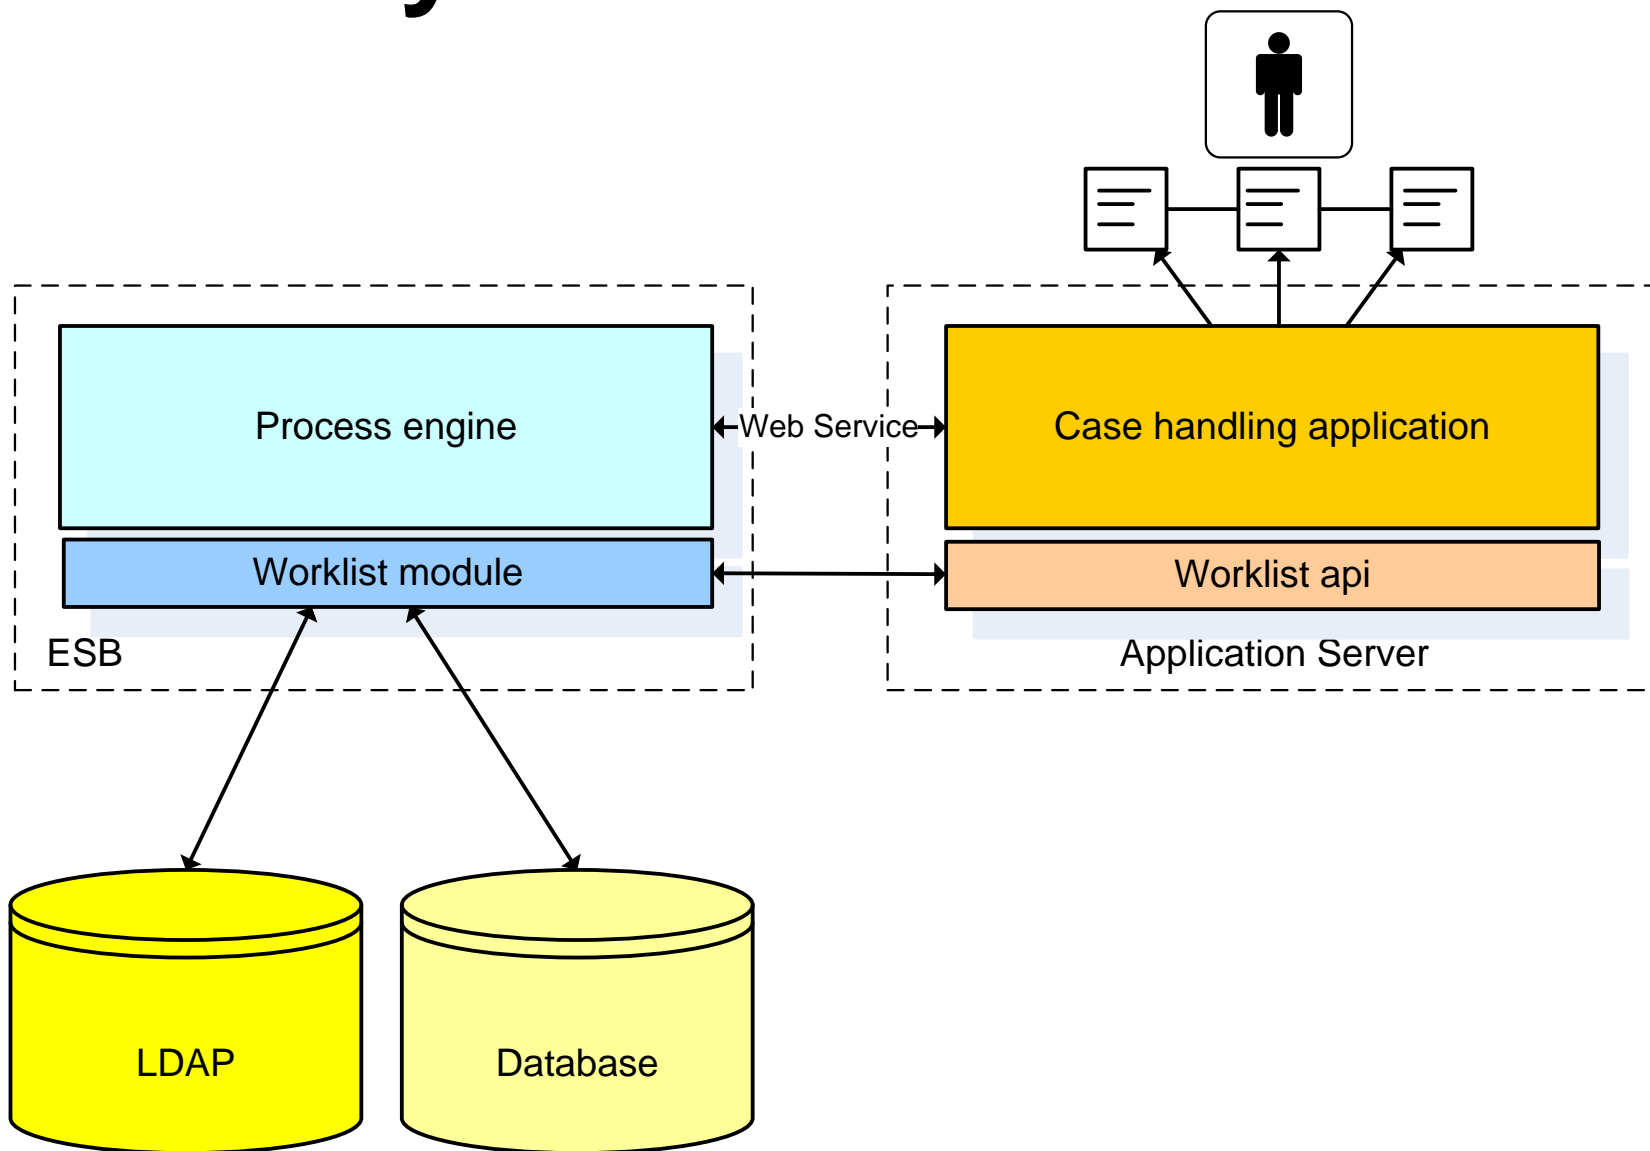 Process engine
Web Service
Case handling application
Worklist module
Worklist api
ESB
Application Server
LDAP
Database